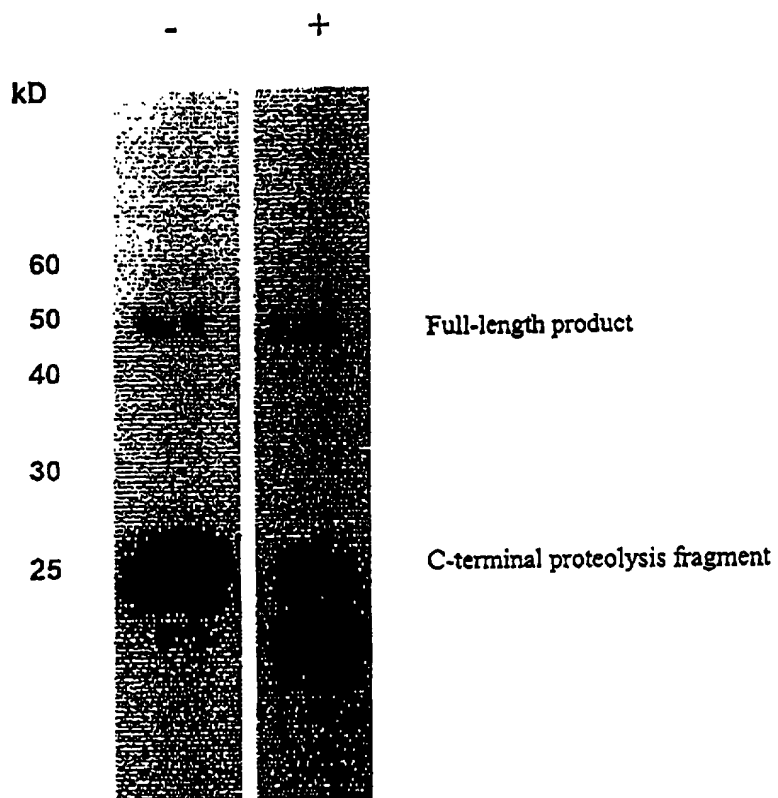 - +
kD
60
50 Full-length product
40
30
25 C-terminal proteolysis fragment